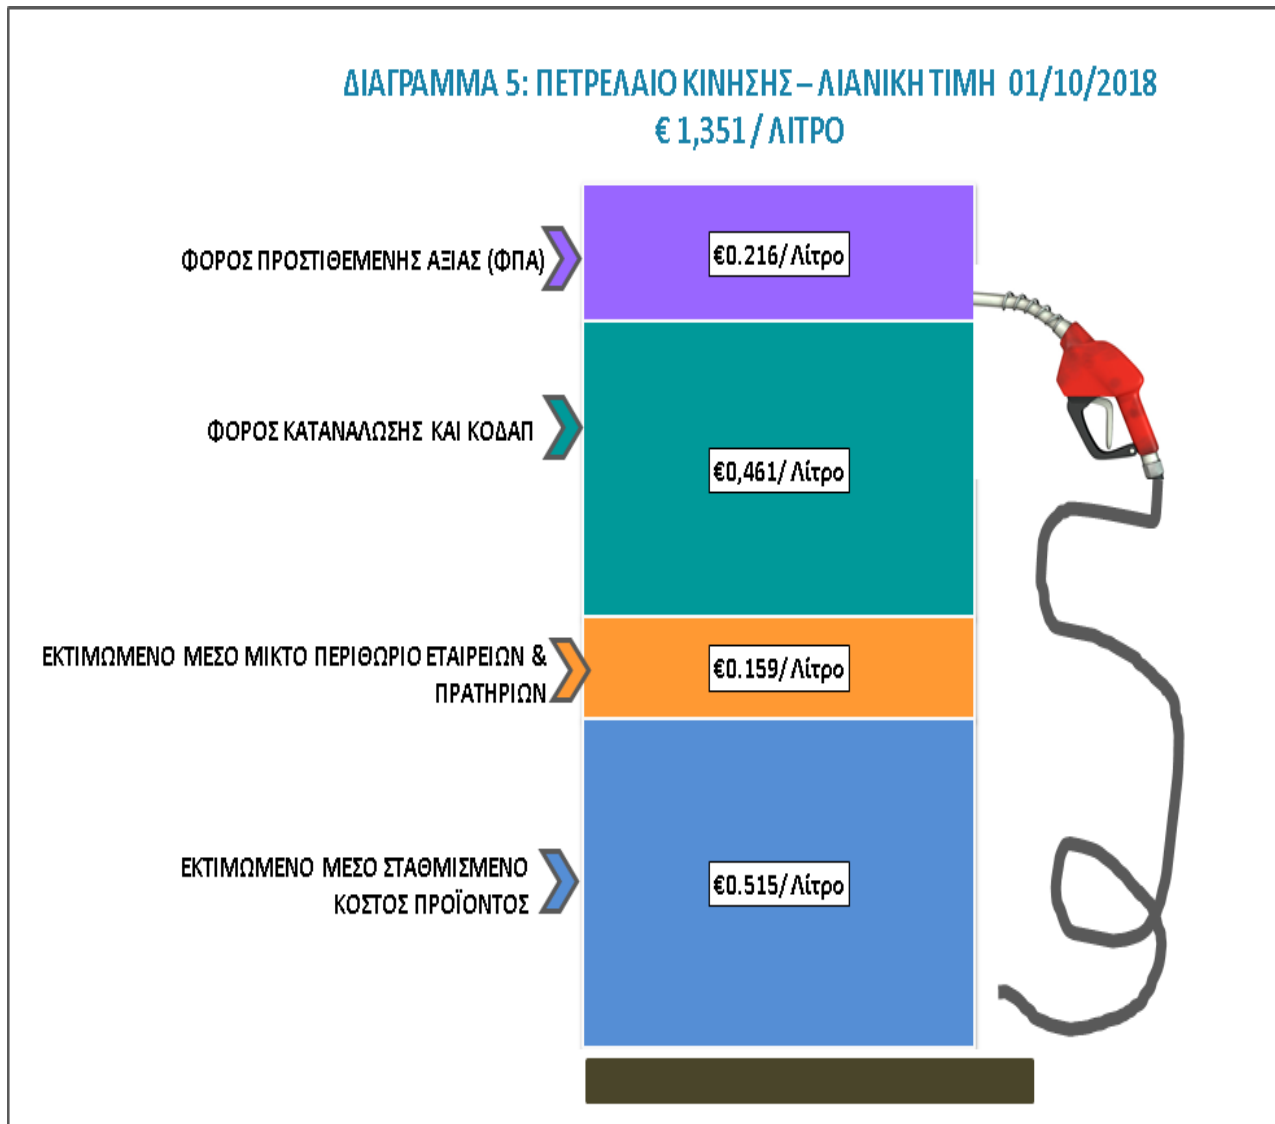 ΔΙΑΓΡΑΜΜΑ 5: ΠΕΤΡΕΛΑΙΟ ΚΙΝΗΣΗΣ – ΛΙΑΝΙΚΗ ΤΙΜΗ 01/10/2018
€ 1,351 / ΛΙΤΡΟ
ΦΟΡΟΣ ΠΡΟΣΤΙΘΕΜΕΝΗΣ ΑΞΙΑΣ (ΦΠΑ)
€0.216/ Λίτρο
ΦΟΡΟΣ ΚΑΤΑΝΑΛΩΣΗΣ ΚΑΙ ΚΟΔΑΠ
€0,461/ Λίτρο
ΕΚΤΙΜΩΜΕΝΟ ΜΕΣΟ ΜΙΚΤΟ ΠΕΡΙΘΩΡΙΟ ΕΤΑΙΡΕΙΩΝ &
ΠΡΑΤΗΡΙΩΝ
€0.159/ Λίτρο
ΕΚΤΙΜΩΜΕΝΟ ΜΕΣΟ ΣΤΑΘΜΙΣΜΕΝΟ
ΚΟΣΤΟΣ ΠΡΟΪΟΝΤΟΣ
€0.515/ Λίτρο